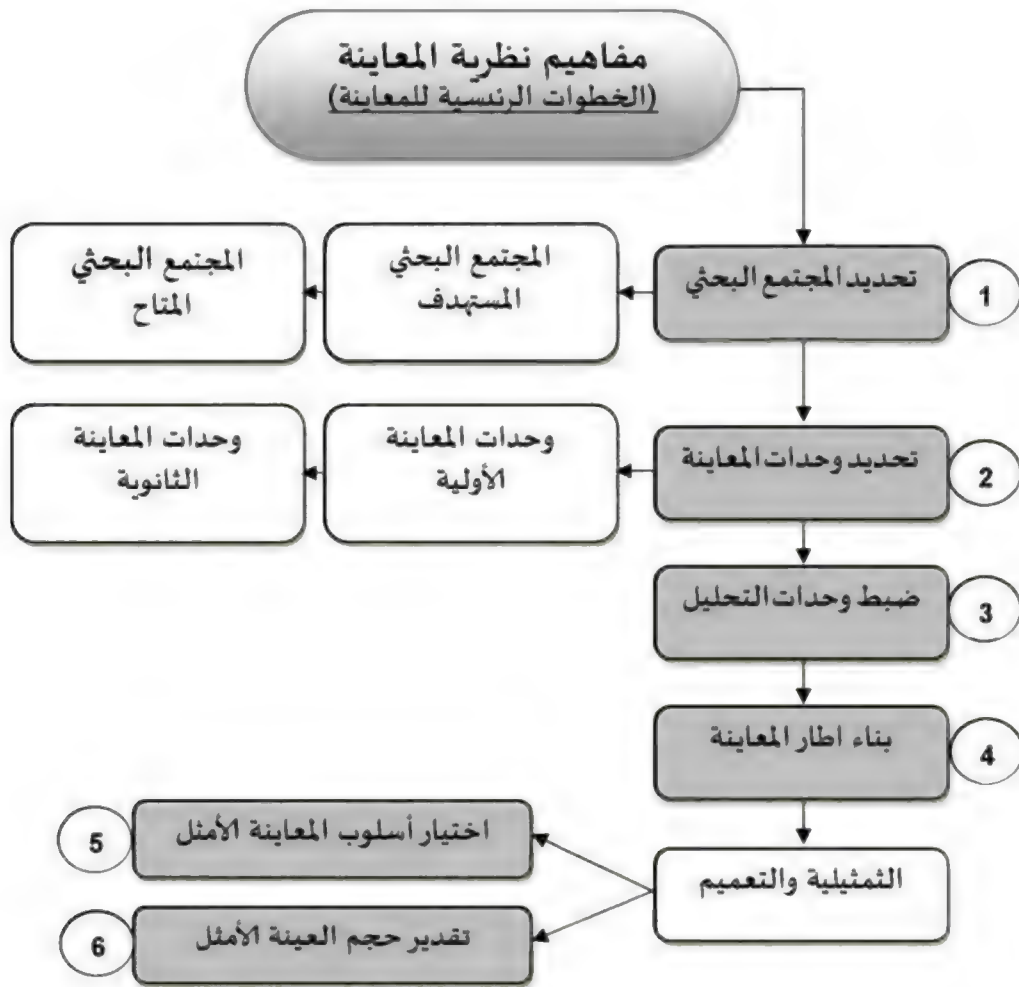 مفاهيم نظرية المعاينة
(الخطوات الرئسية للمعاينة)
تحديد المجتمع البحثي
1
المجتمع البحثي
المستهدف
المجتمع البحثي
المتاح
تحديد وحدات المعاينة
2
وحدات المعاينة
الأولية
وحدات المعاينة
الثانوية
ضبط وحدات التحليل
3
بناء اطار المعاينة
4
الثمثيلية والتعميم
اختيار أسلوب المعاينة الأمثل
5
تقدير حجم العينة الأمثل
6